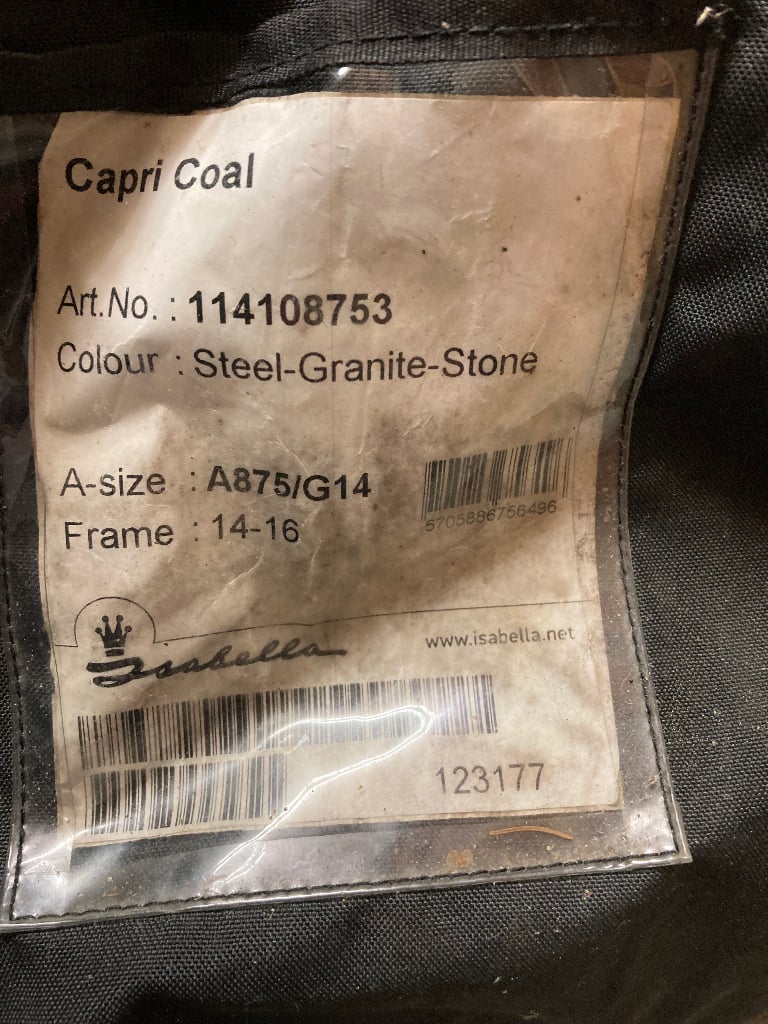 Capri Coal
Art.No. : 114108753
Colour : Steel-Granite-Stone
A-size : A875/G14
Frame : 14-16
5705886756496
Isabella
www.isabella.net
123177